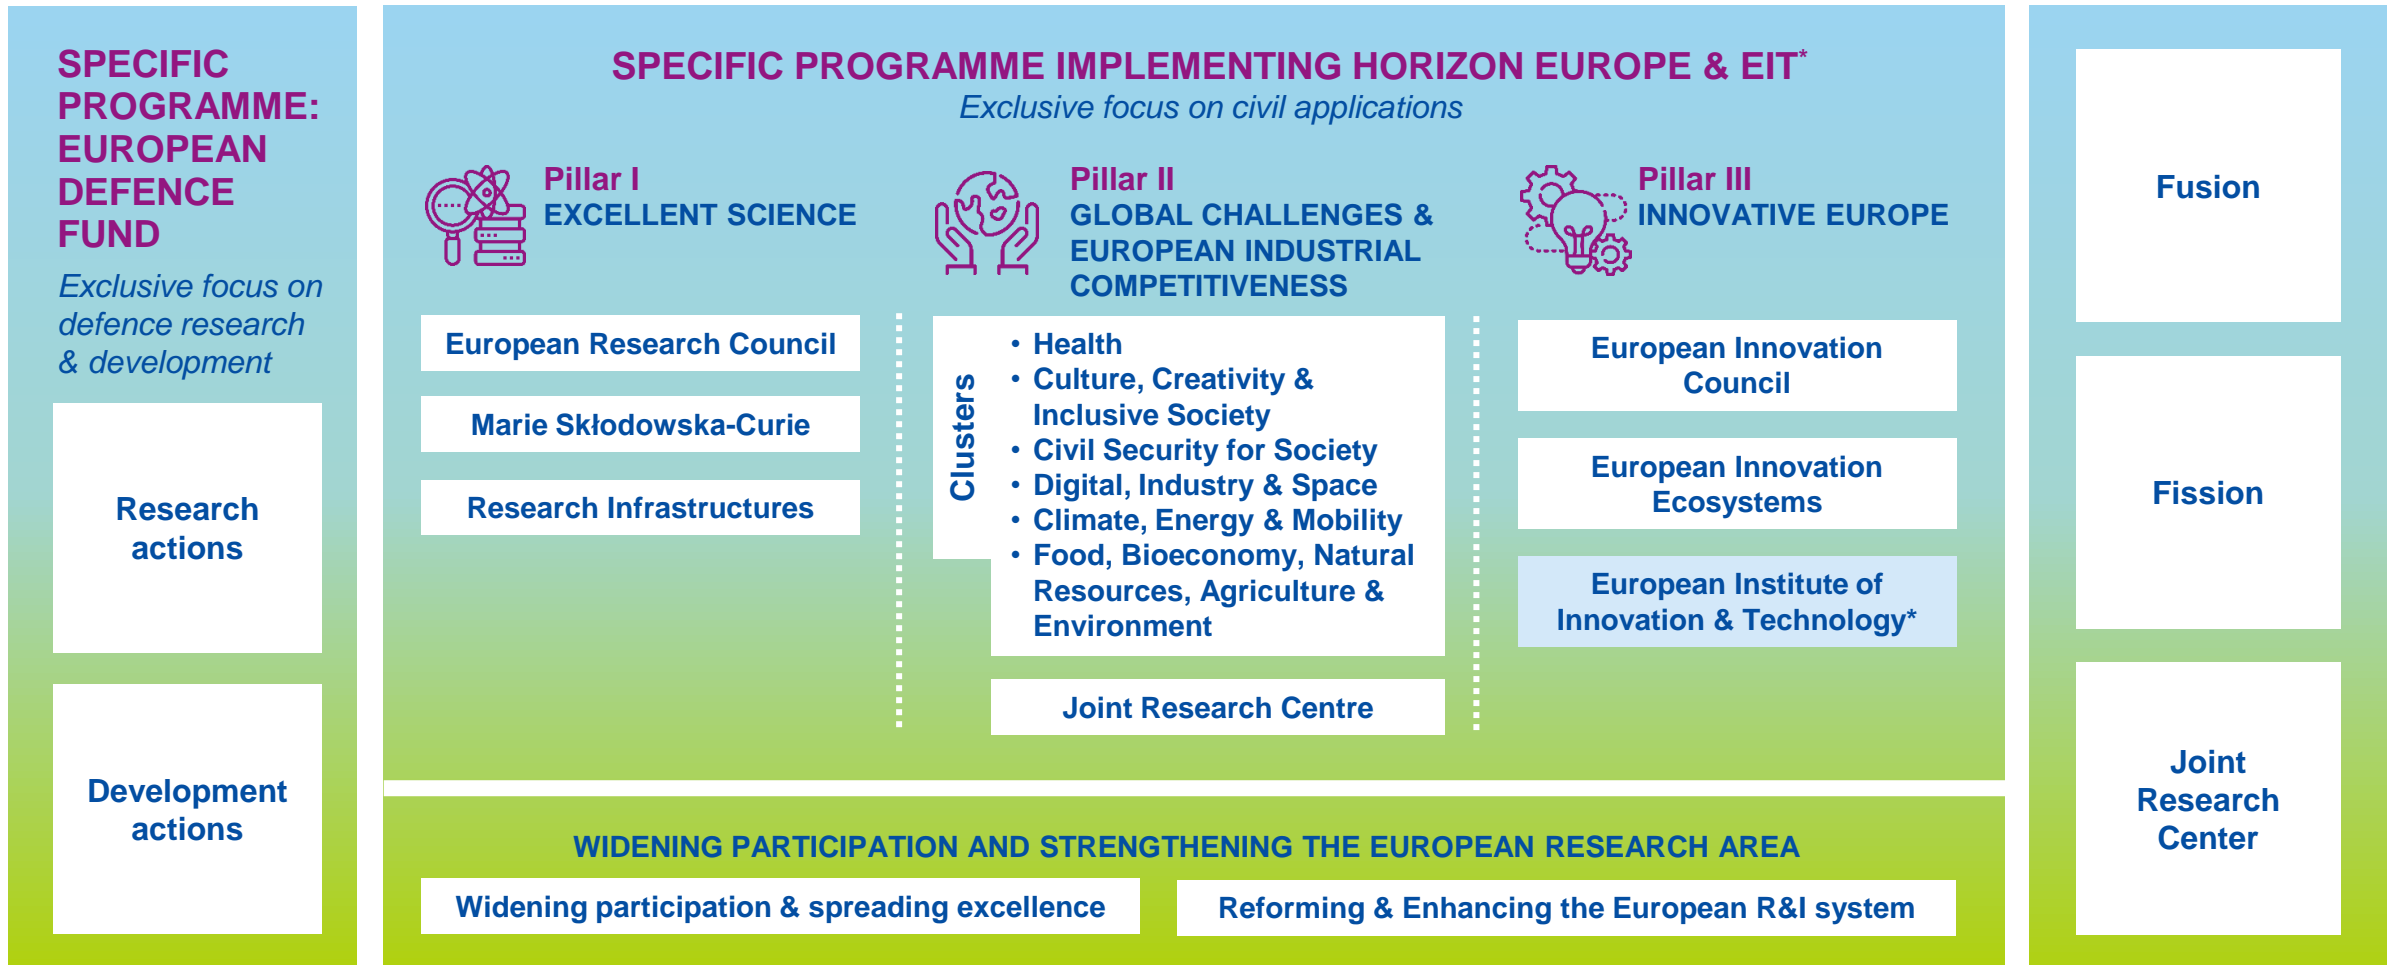 SPECIFIC
PROGRAMME:
EUROPEAN
DEFENCE
FUND
Exclusive focus on
defence research
& development
Research
actions
Development
actions
SPECIFIC PROGRAMME IMPLEMENTING HORIZON EUROPE & EIT*
Exclusive focus on civil applications
Pillar I
EXCELLENT SCIENCE
European Research Council
Marie Skłodowska-Curie
Research Infrastructures
Pillar II
GLOBAL CHALLENGES &
EUROPEAN INDUSTRIAL
COMPETITIVENESS
Clusters
• Health
• Culture, Creativity &
Inclusive Society
• Civil Security for Society
• Digital, Industry & Space
• Climate, Energy & Mobility
• Food, Bioeconomy, Natural
Resources, Agriculture &
Environment
Joint Research Centre
Pillar III
INNOVATIVE EUROPE
European Innovation
Council
European Innovation
Ecosystems
European Institute of
Innovation & Technology*
WIDENING PARTICIPATION AND STRENGTHENING THE EUROPEAN RESEARCH AREA
Widening participation & spreading excellence
Reforming & Enhancing the European R&I system
Fusion
Fission
Joint
Research
Center